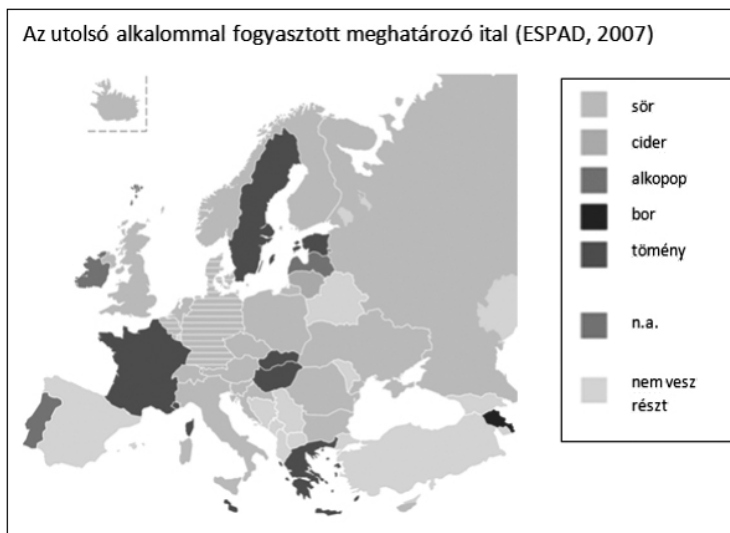 Az utolsó alkalommal fogyasztott meghatározó ital (ESPAD, 2007)
sör
cider
alkopop
bor
tömény
n.a.
nem vesz
részt